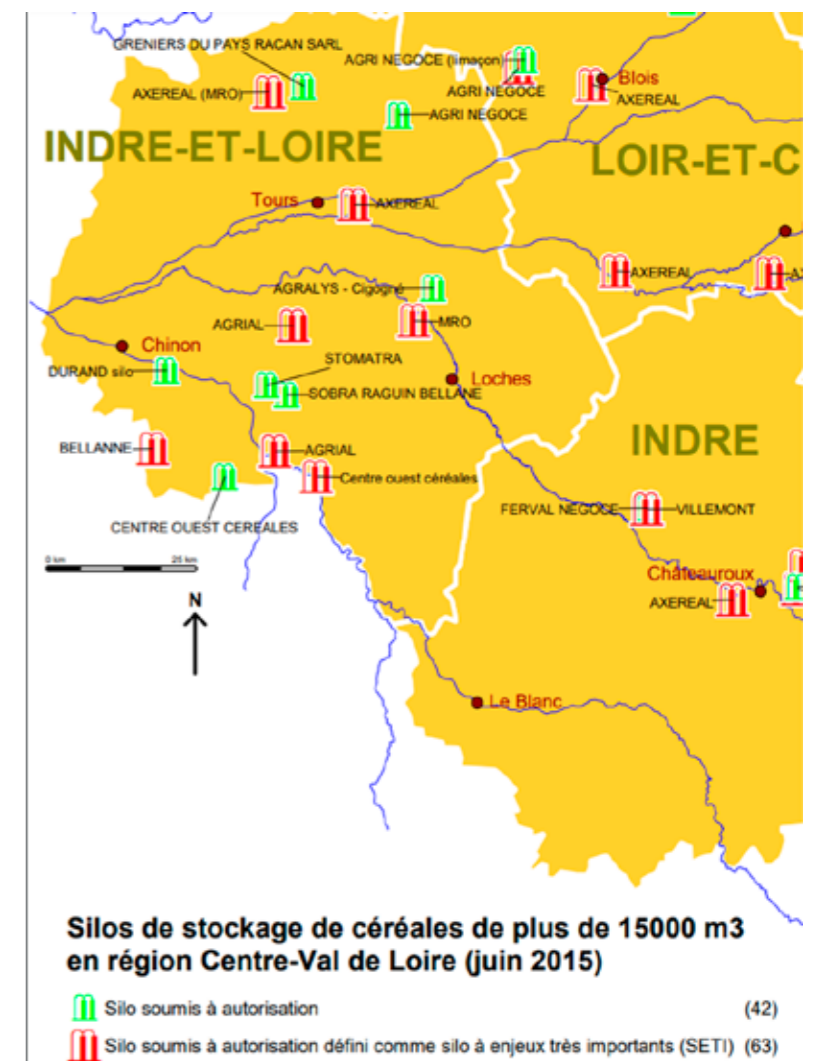 GRENIERS DU PAYS RACAN SARL
AGRI NEGOCE (limaçon)
AXEREAL (MRO)
AGRI NEGOCE
Blois
AXEREAL
AGRI NEGOCE
INDRE-ET-LOIRE
LOIR-ET-C
Tours
AXEREAL
AXEREAL
AGRALYS - Cigogné
AGRIAL
MRO
Chinon
STOMATRA
DURAND silo
Loches
SOBRA RAGUIN BELLANE
INDRE
BELLANNE
AGRIAL
Centre ouest céréales
FERVAL NEGOCE
VILLEMONT
CENTRE OUEST CEREALES
0 km
25 km
Châteauroux
N
AXEREAL
Le Blanc
Silos de stockage de céréales de plus de 15000 m3
en région Centre-Val de Loire (juin 2015)
Silo soumis à autorisation (42)
Silo soumis à autorisation défini comme silo à enjeux très importants (SETI) (63)